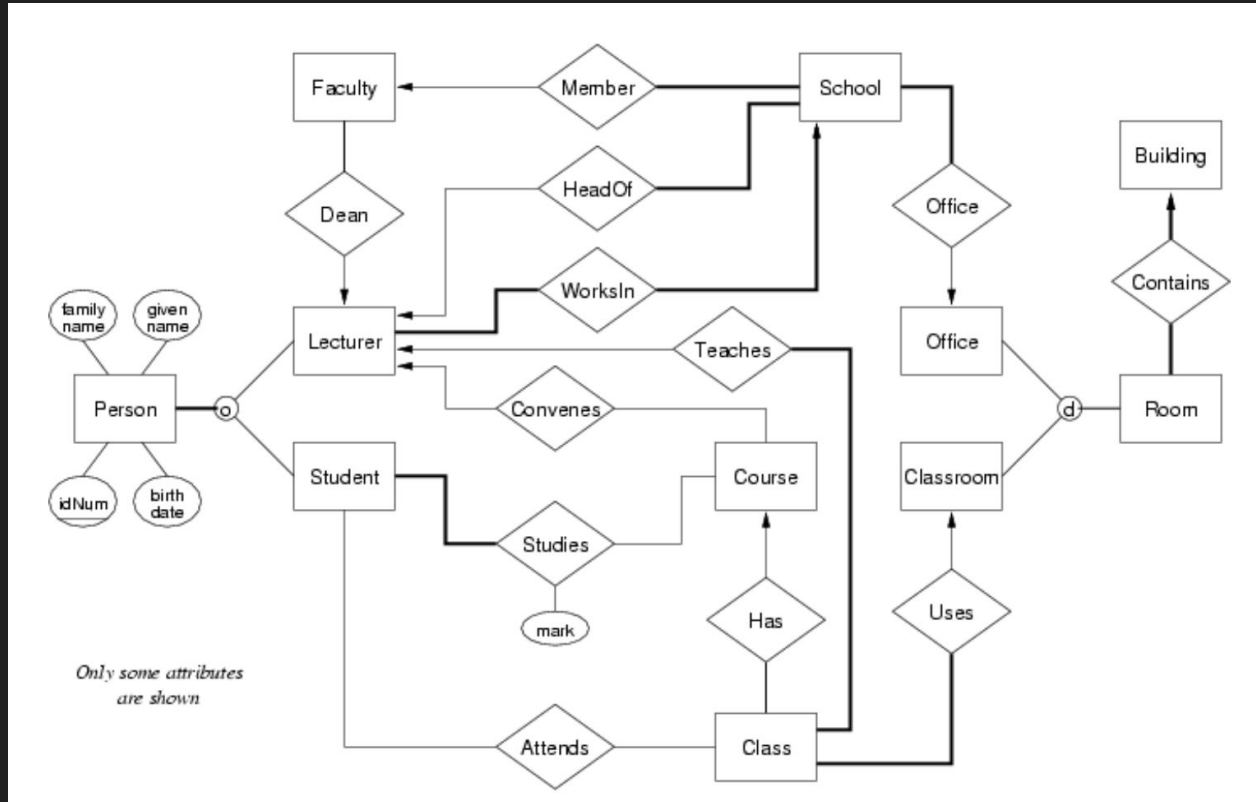 Faculty
Member
School
Building
HeadOf
Dean
Office
Contains
WorksIn
family
name
given
name
Lecturer
Teaches
Office
Person
o
Convenes
d
Room
idNum
birth
date
Student
Course
Classroom
Studies
mark
Has
Uses
Only some attributes
are shown
Attends
Class